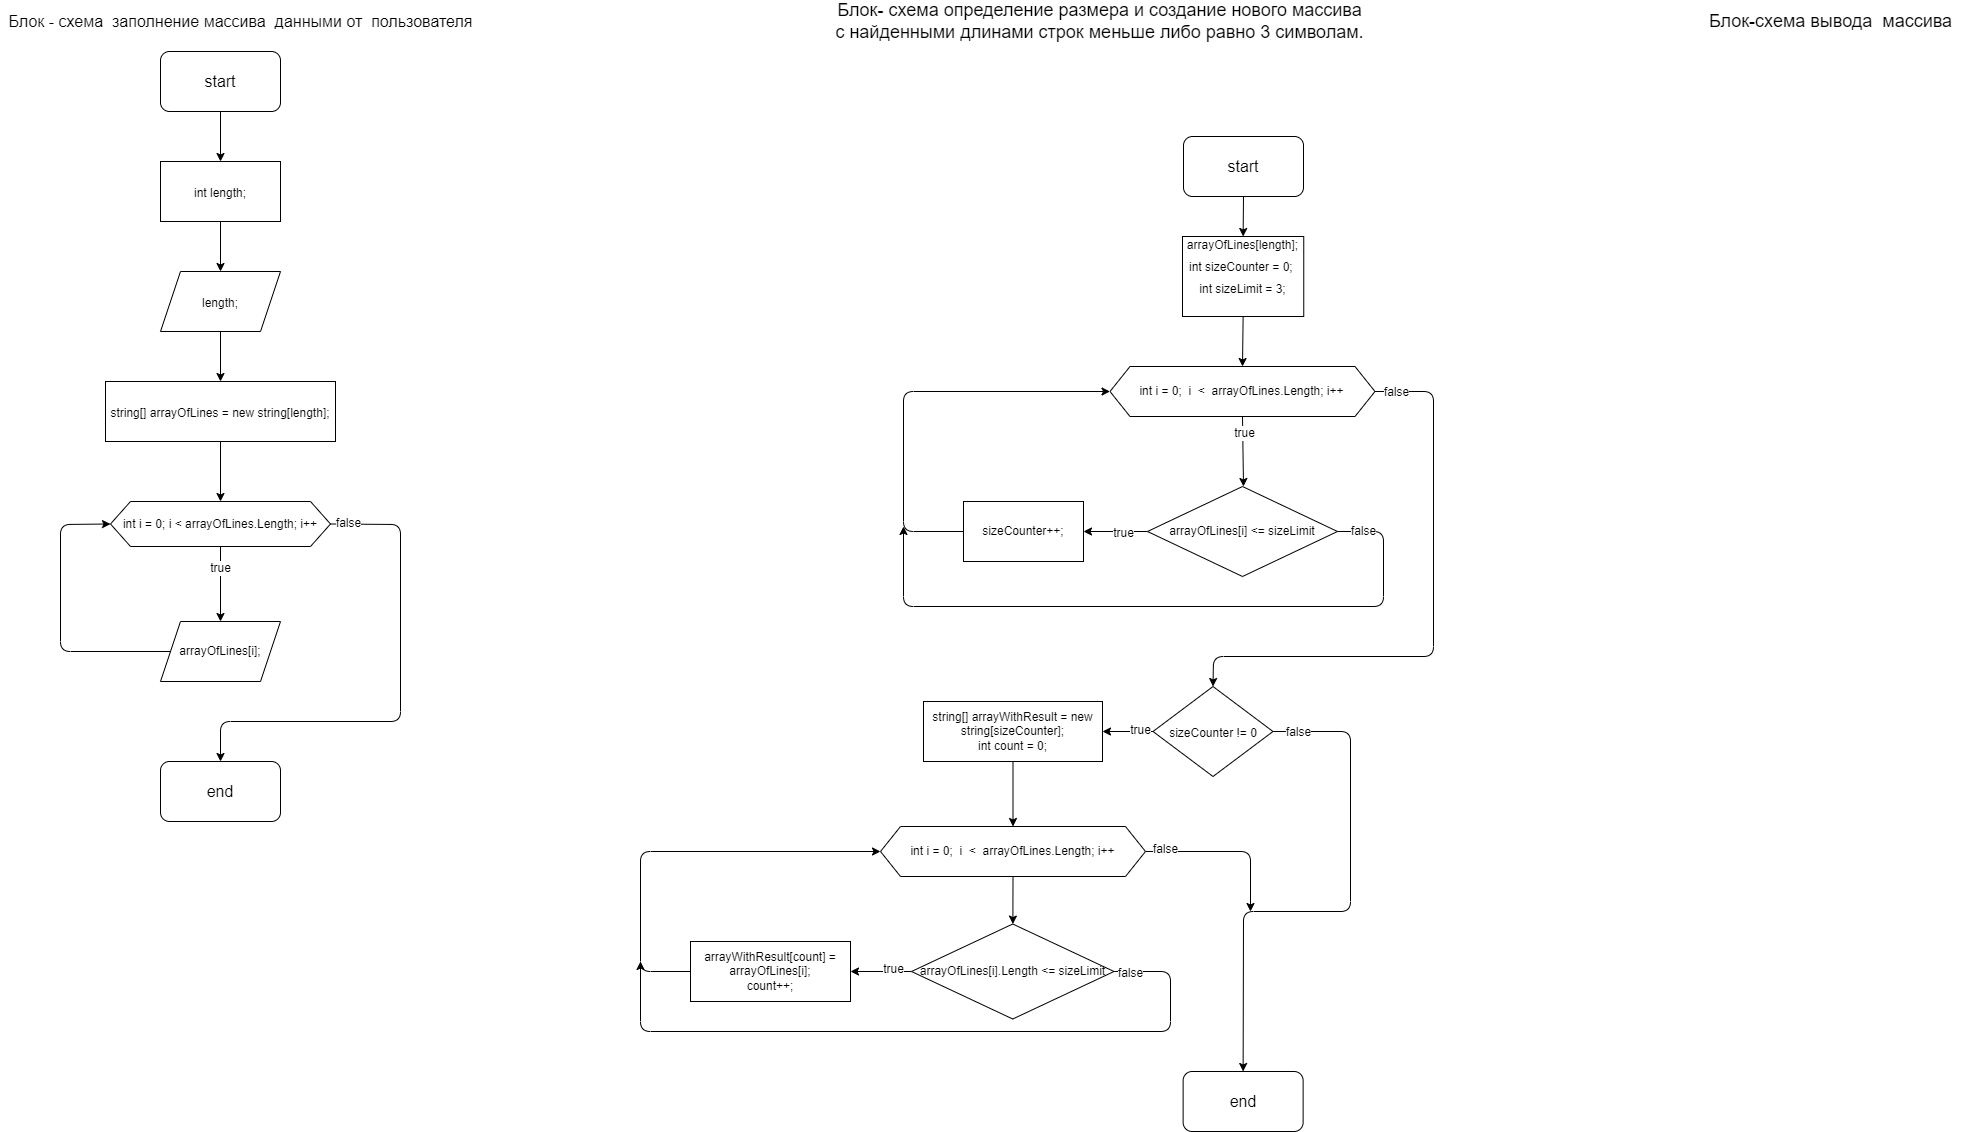 Блок - схема заполнение массива данными от пользователя
start
int length;
length;
string[] arrayOfLines = new string[length];
int i = 0; i < arrayOfLines.Length; i++
false
true
arrayOfLines[i];
end
Блок- схема определение размера и создание нового массива
с найденными длинами строк меньше либо равно 3 символам.
start
arrayOfLines[length];
int sizeCounter = 0;
int sizeLimit = 3;
int i = 0; i < arrayOfLines.Length; i++
false
true
sizeCounter++;
true
arrayOfLines[i] <= sizeLimit
false
string[] arrayWithResult = new
string[sizeCounter];
int count = 0;
true
sizeCounter != 0
false
int i = 0; i < arrayOfLines.Length; i++
false
arrayWithResult[count] =
arrayOfLines[i];
count++;
true
arrayOfLines[i].Length <= sizeLimit
false
end
Блок-схема вывода массива